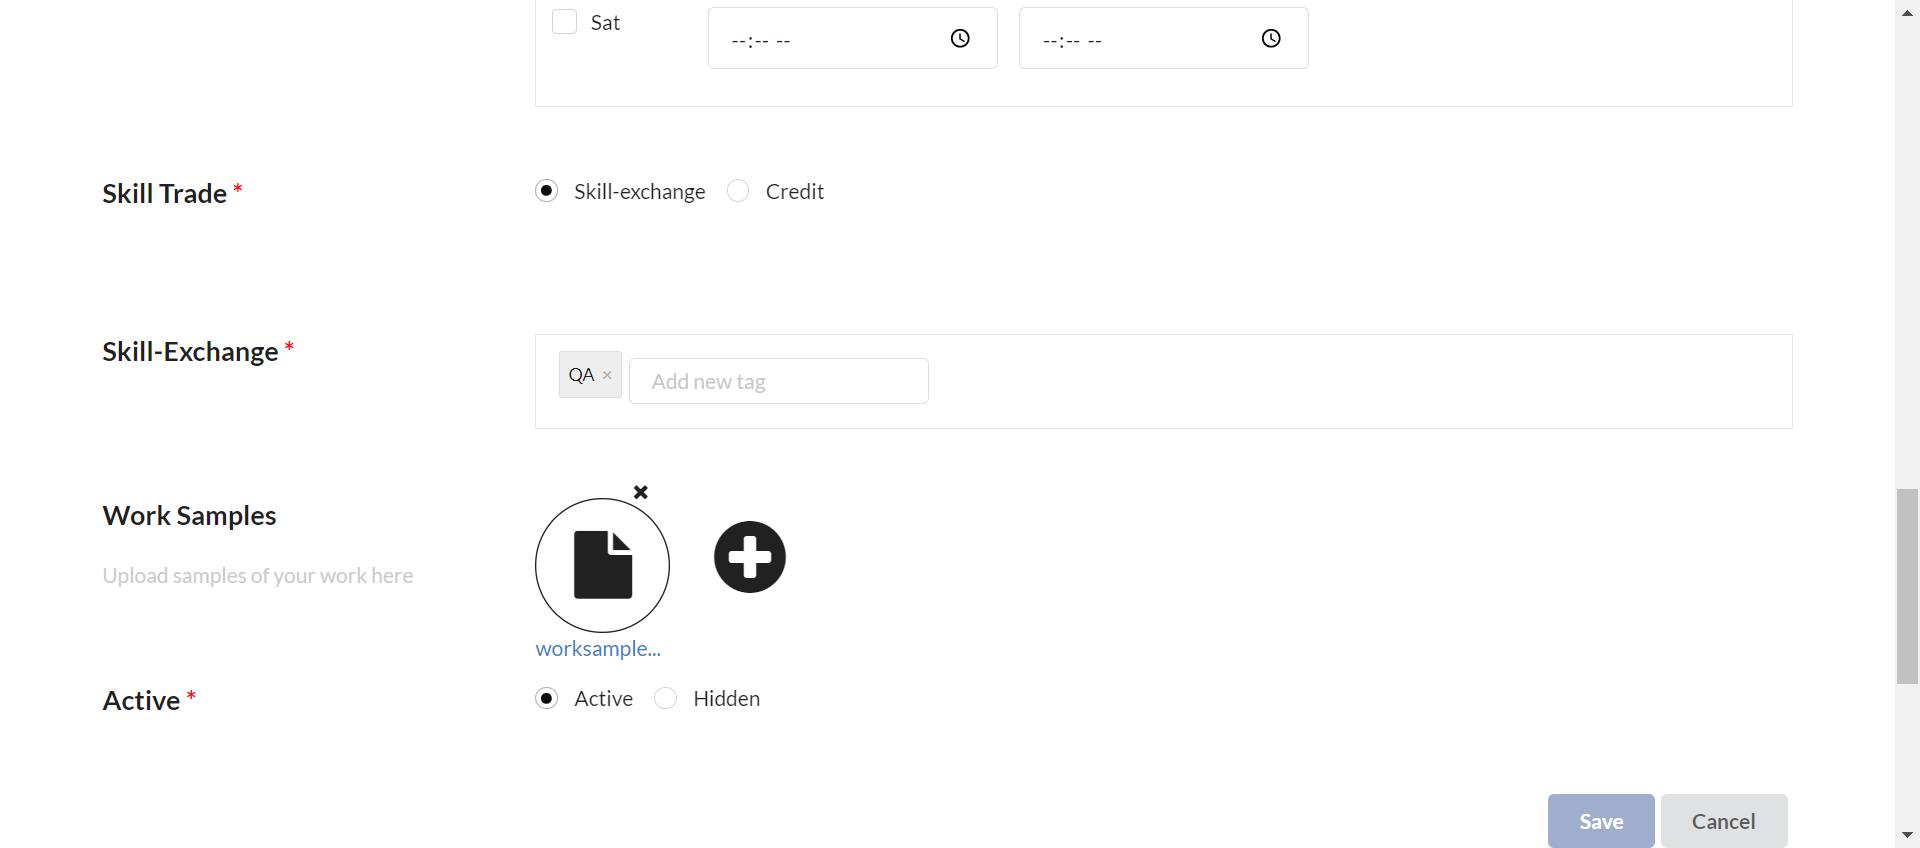 Sat
--:-- --
--:-- --
Skill Trade *
Skill-exchange
Credit
Skill-Exchange *
QA ×
Add new tag
Work Samples
Upload samples of your work here
worksample...
Active *
Active
Hidden
Save
Cancel